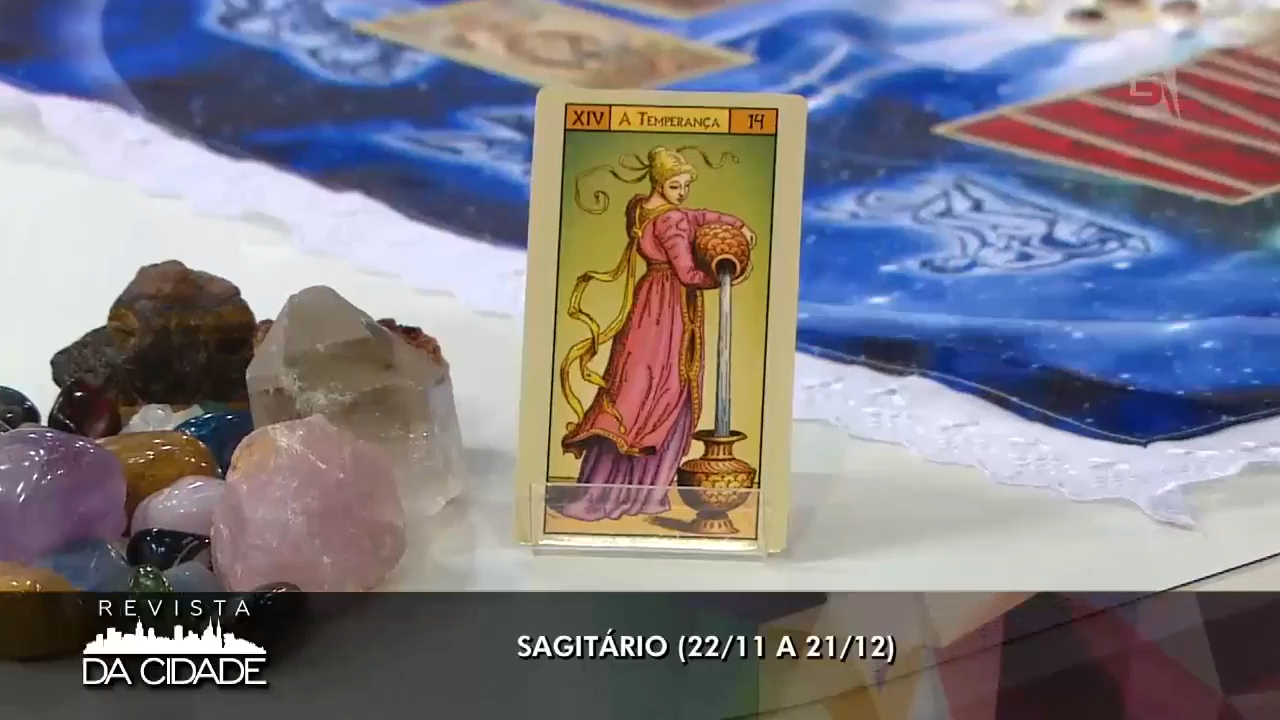 XIV A TEMPERANÇA 14
REVISTA
DA CIDADE
SAGITÁRIO (22/11 A 21/12)